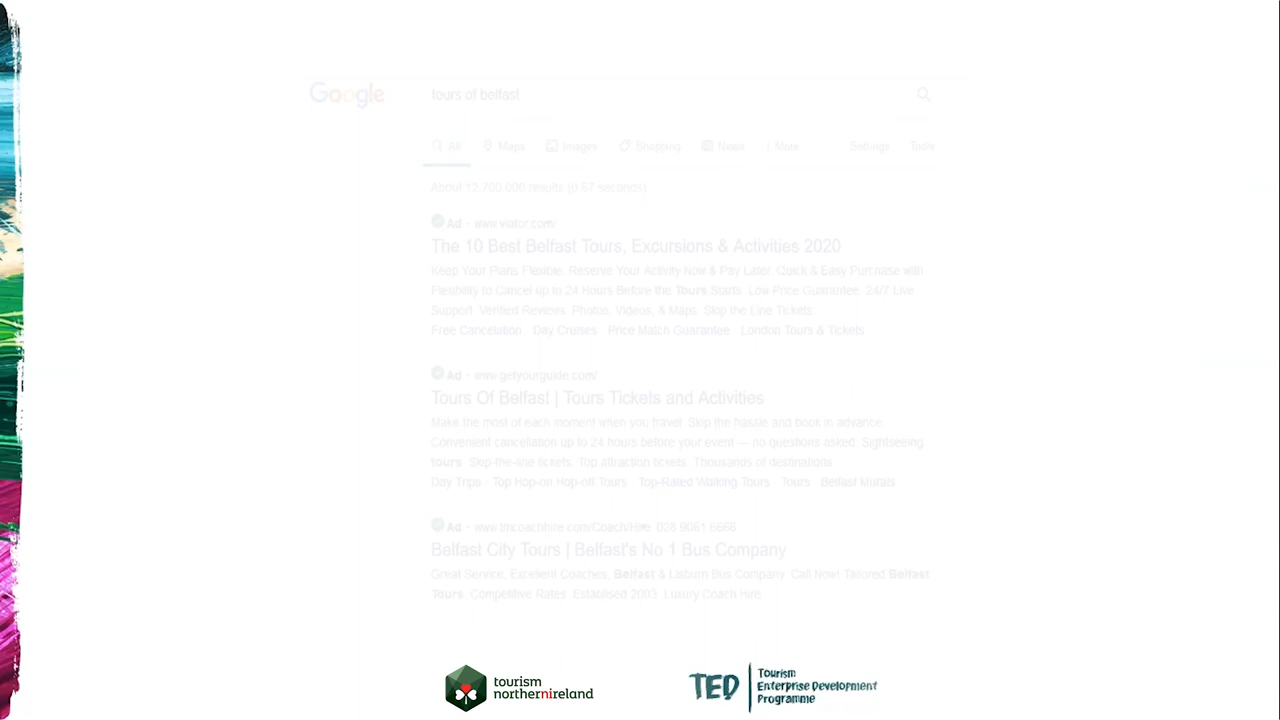 Google
tours of belfast
All Maps Images Shopping News More Settings Tools
About 12,700,000 results (0.67 seconds)
Ad · www.viator.com/
The 10 Best Belfast Tours, Excursions & Activities 2020
Keep Your Plans Flexible. Reserve Your Activity Now & Pay Later. Quick & Easy Purchase with
Flexibility to Cancel up to 24 Hours Before the Tours Starts. Low Price Guarantee. 24/7 Live
Support. Verified Reviews. Photos, Videos, & Maps. Skip the Line Tickets.
Free Cancelation · Day Cruises · Price Match Guarantee · London Tours & Tickets
Ad · www.getyourguide.com/
Tours Of Belfast | Tours Tickets and Activities
Make the most of each moment when you travel. Skip the hassle and book in advance.
Convenient cancellation up to 24 hours before your event — no questions asked. Sightseeing
tours. Skip-the-line tickets. Top attraction tickets. Thousands of destinations.
Day Trips · Top Hop-on Hop-off Tours · Top-Rated Walking Tours · Tours · Belfast Murals
Ad · www.tmcoachhire.com/Coach/Hire 028 9061 6666
Belfast City Tours | Belfast's No 1 Bus Company
Great Service, Excellent Coaches, Belfast & Lisburn Bus Company. Call Now! Tailored Belfast
Tours. Competitive Rates. Establised 2003. Luxury Coach Hire.
tourism
northernireland
TED
Tourism
Enterprise Development
Programme